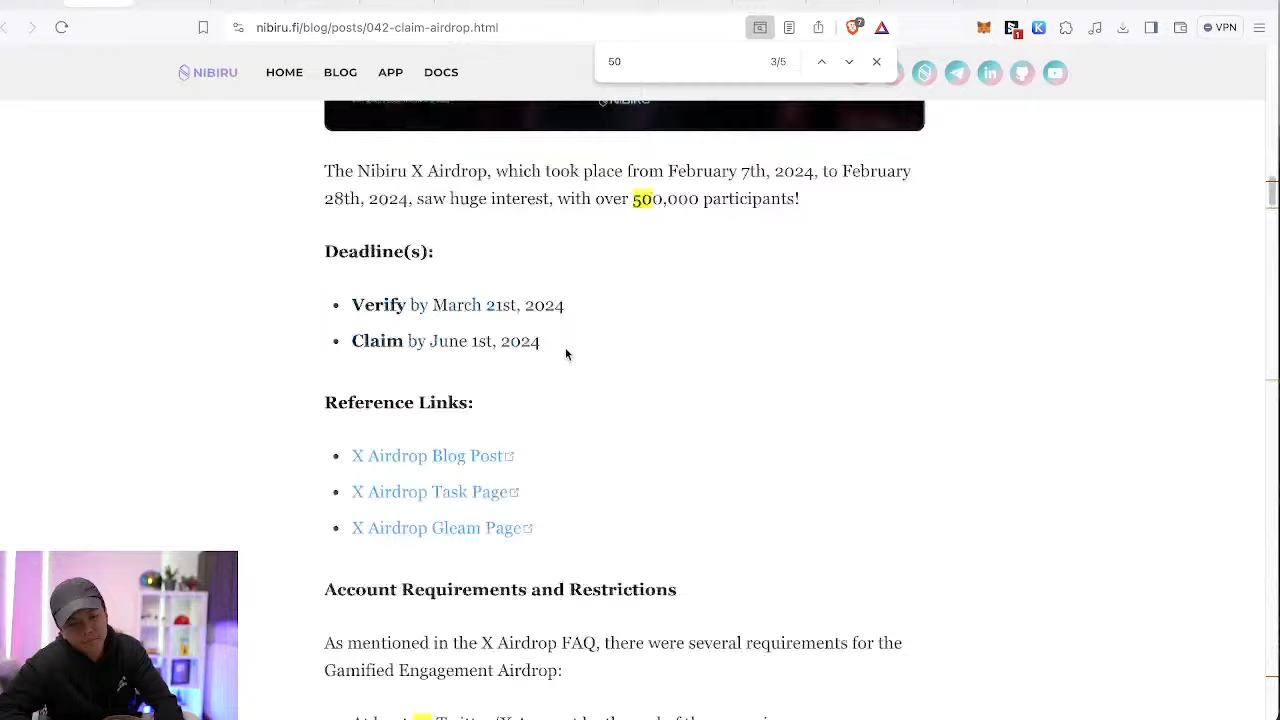 nibiru.fi/blog/posts/042-claim-airdrop.html
7
1
VPN
50
3/5
NIBIRU
HOME
BLOG
APP
DOCS
NIBIRU
The Nibiru X Airdrop, which took place from February 7th, 2024, to February
28th, 2024, saw huge interest, with over 500,000 participants!
Deadline(s):
Verify by March 21st, 2024
Claim by June 1st, 2024
Reference Links:
X Airdrop Blog Post
X Airdrop Task Page
X Airdrop Gleam Page
Account Requirements and Restrictions
As mentioned in the X Airdrop FAQ, there were several requirements for the
Gamified Engagement Airdrop: